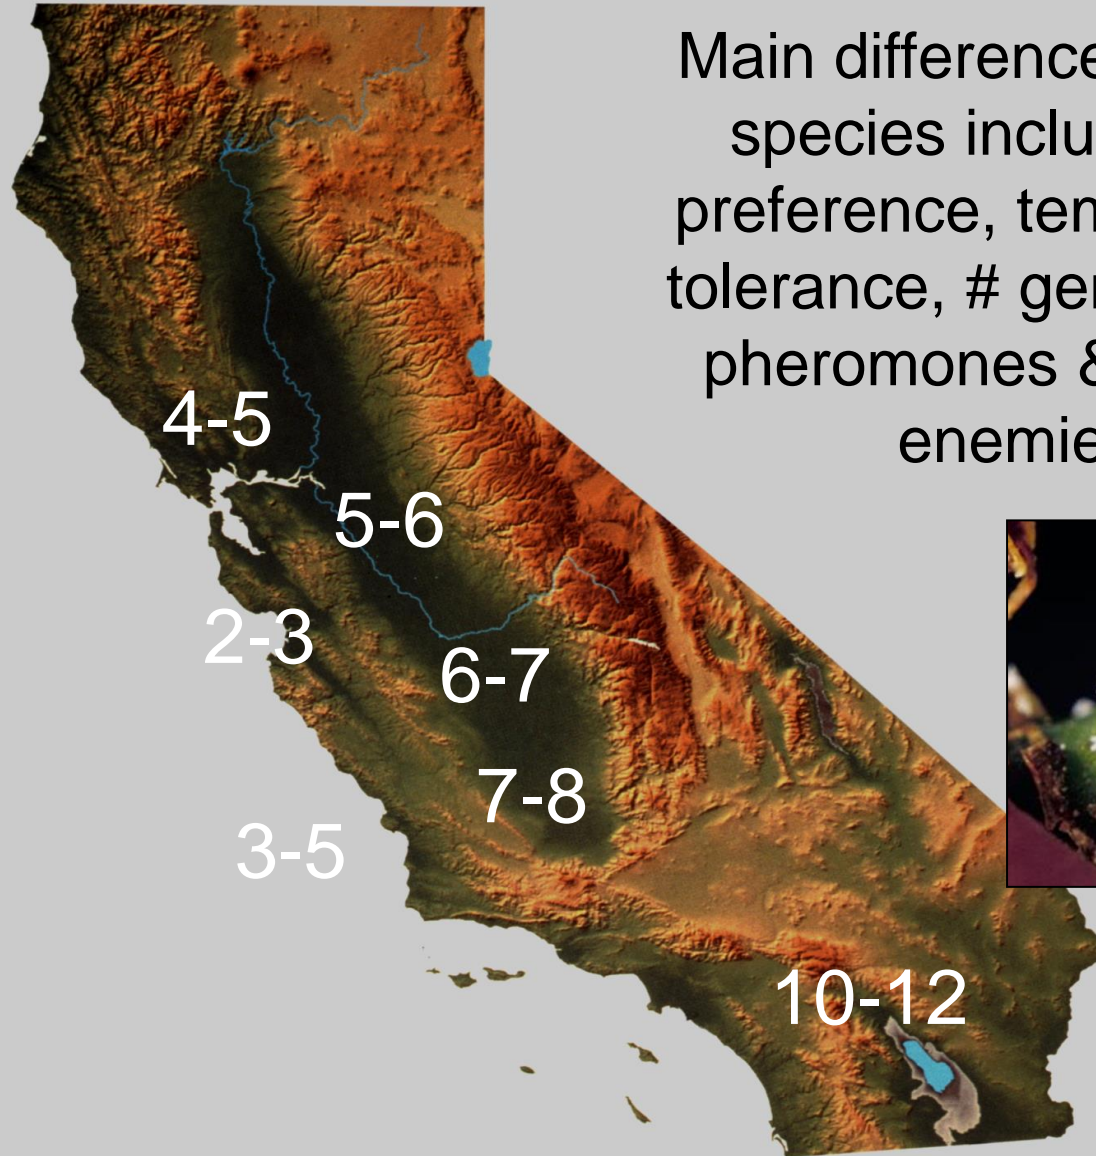 Main difference
species inclu
preference, tem
tolerance, # ge
pheromones &
enemie
4-5
5-6
2-3
6-7
7-8
3-5
10-12